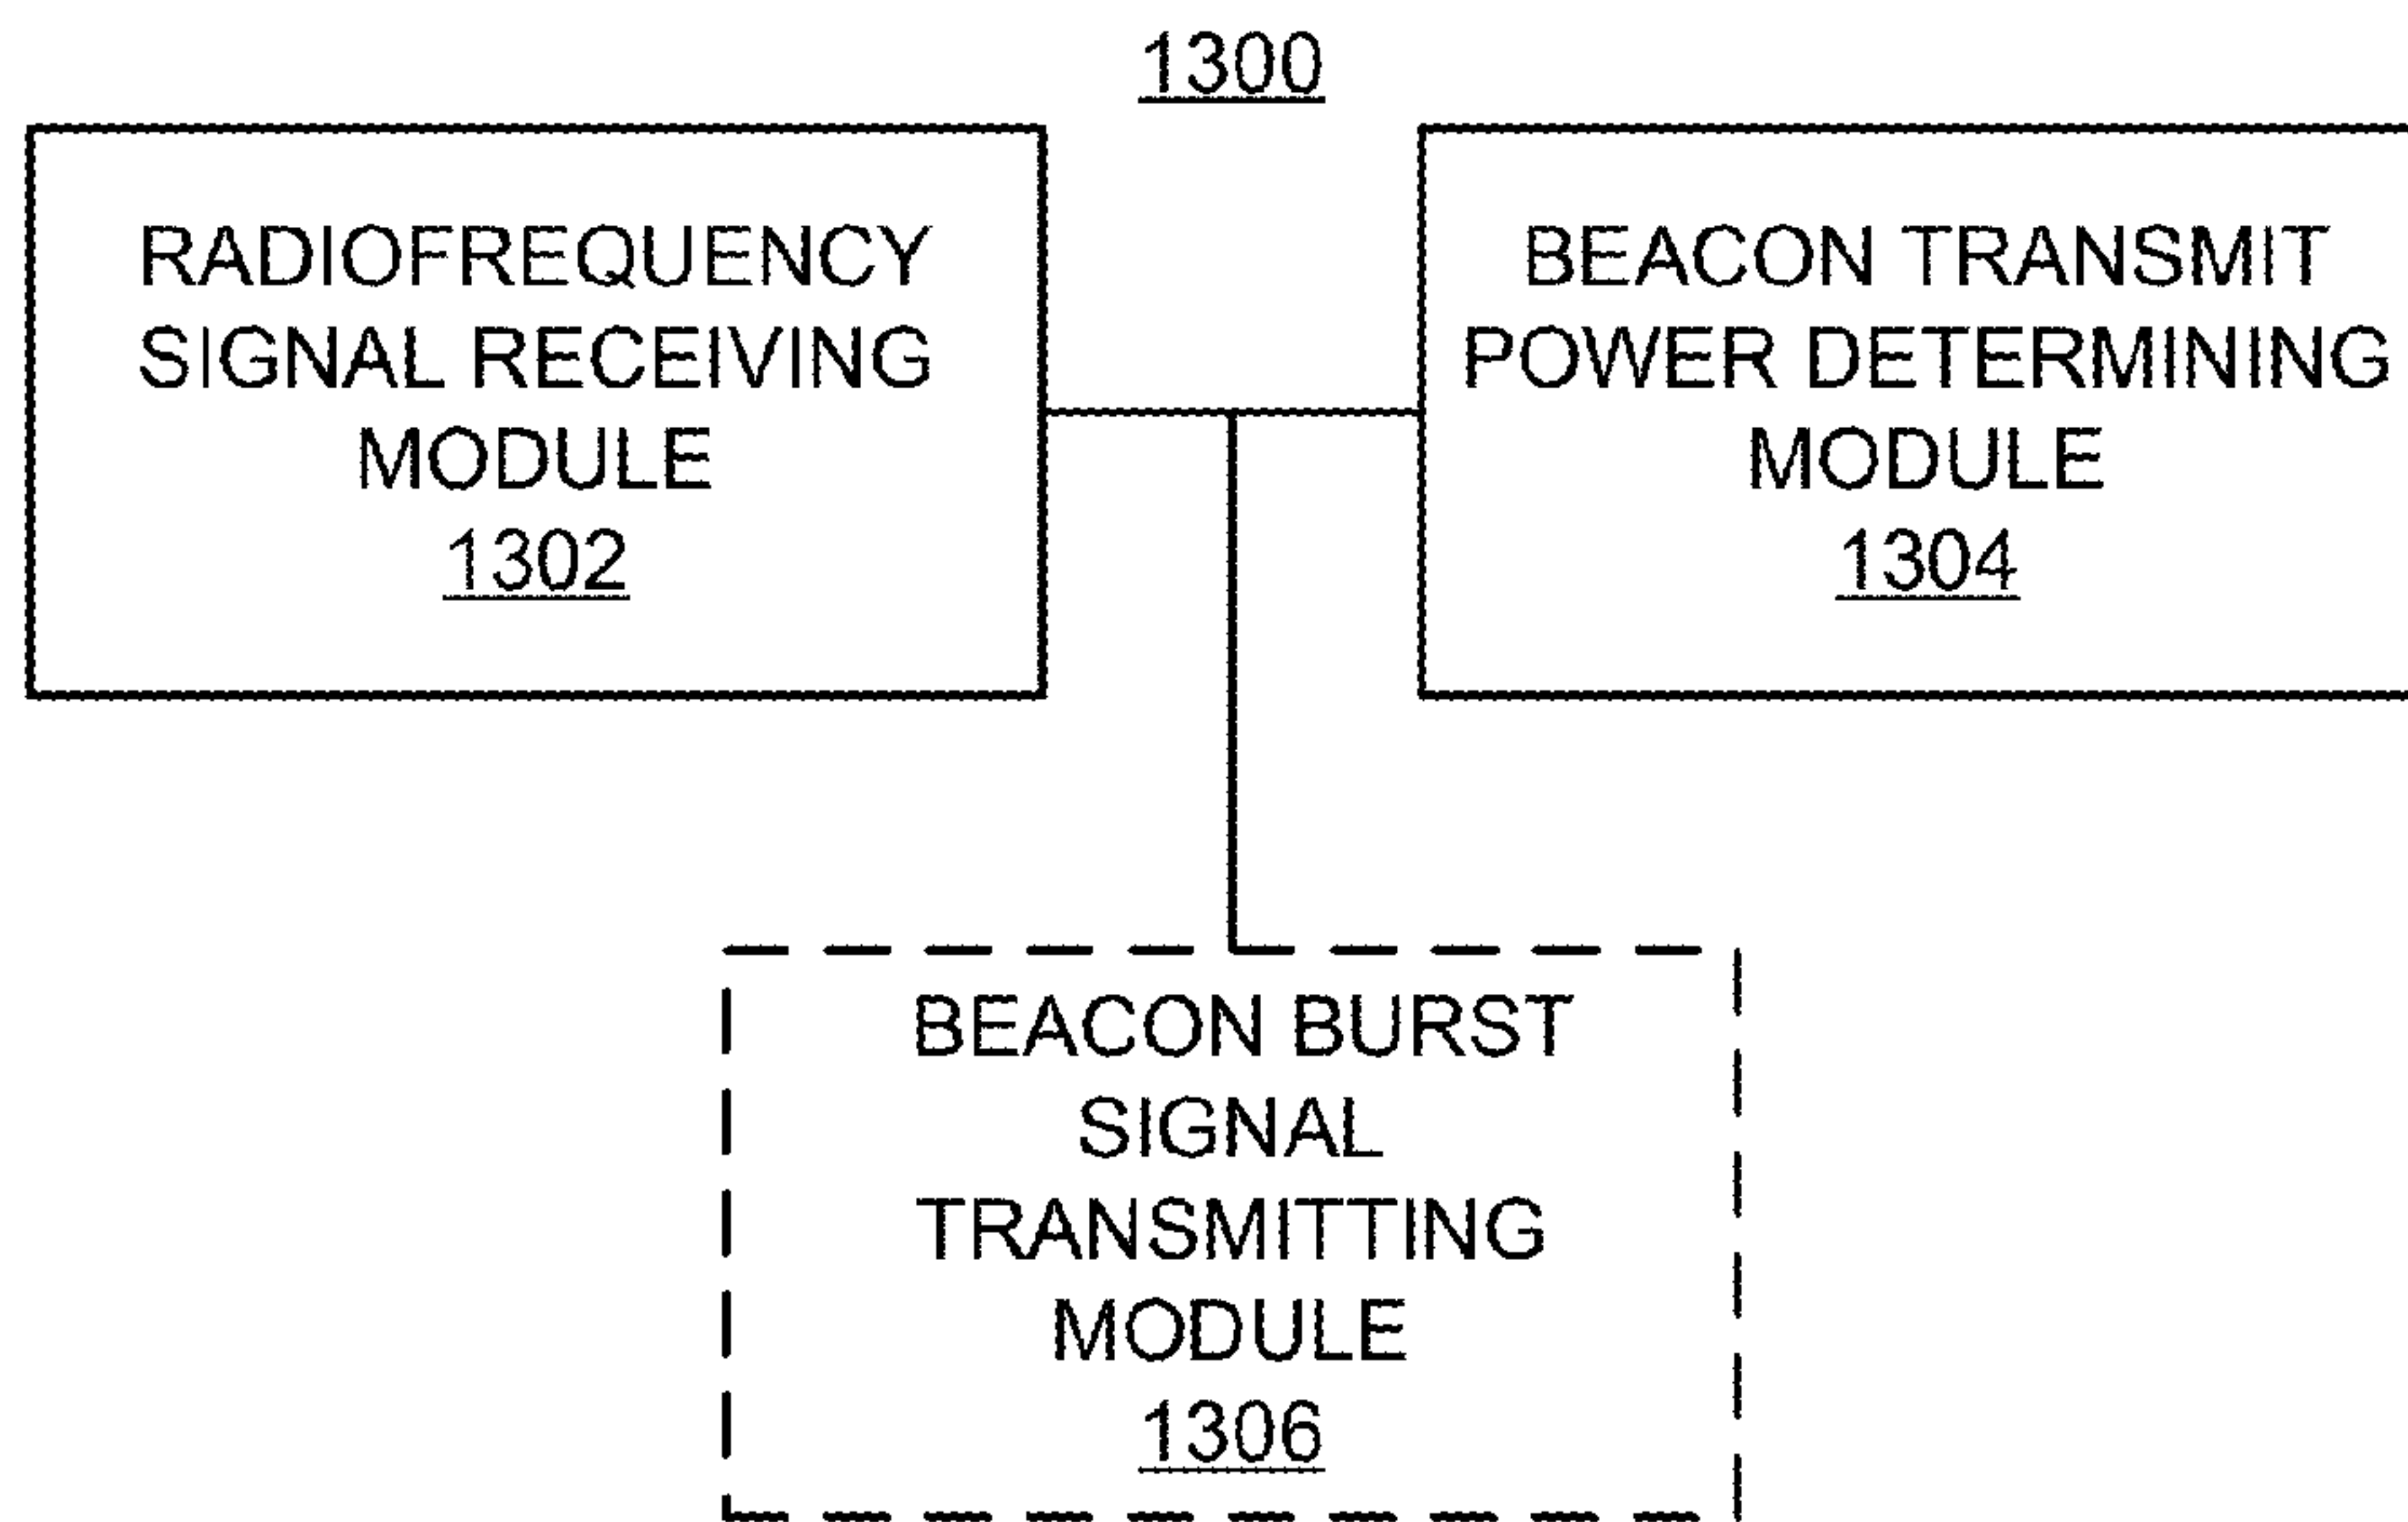 1300
RADIOFREQUENCY
SIGNAL RECEIVING
MODULE
1302
BEACON TRANSMIT
POWER DETERMINING
MODULE
1304
BEACON BURST
SIGNAL
TRANSMITTING
MODULE
1306